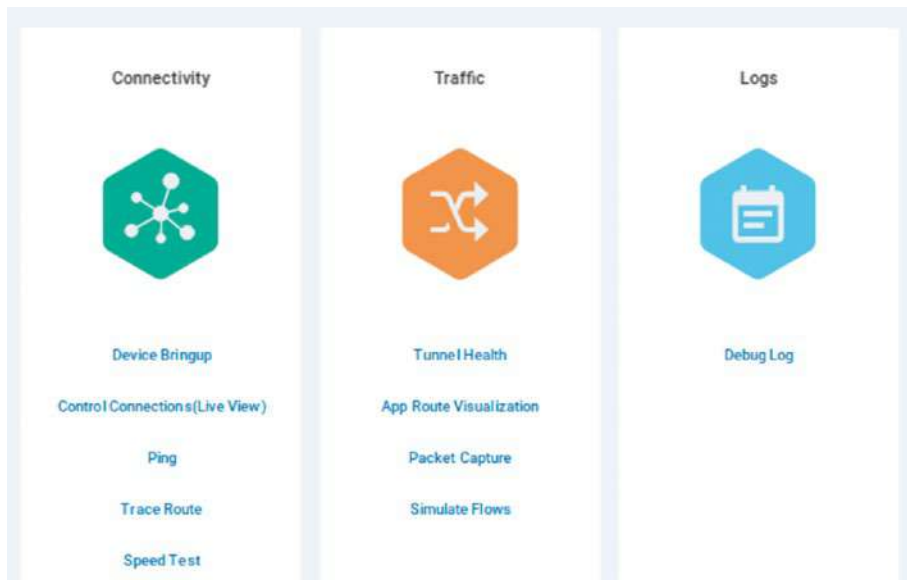 Connectivity
Device Bringup
Control Connections(Live View)
Ping
Trace Route
Speed Test
Traffic
Tunnel Health
App Route Visualization
Packet Capture
Simulate Flows
Logs
Debug Log